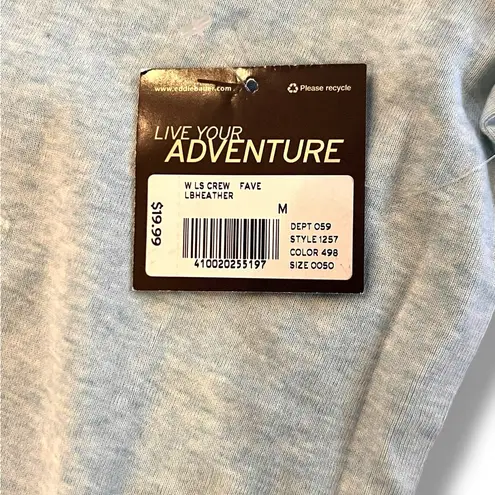 www.eddiebauer.com Please recycle
LIVE YOUR
ADVENTURE
W LS CREW FAVE
LBHEATHER
M
$19.99
DEPT 059
STYLE 1257
COLOR 498
SIZE 0050
410020255197